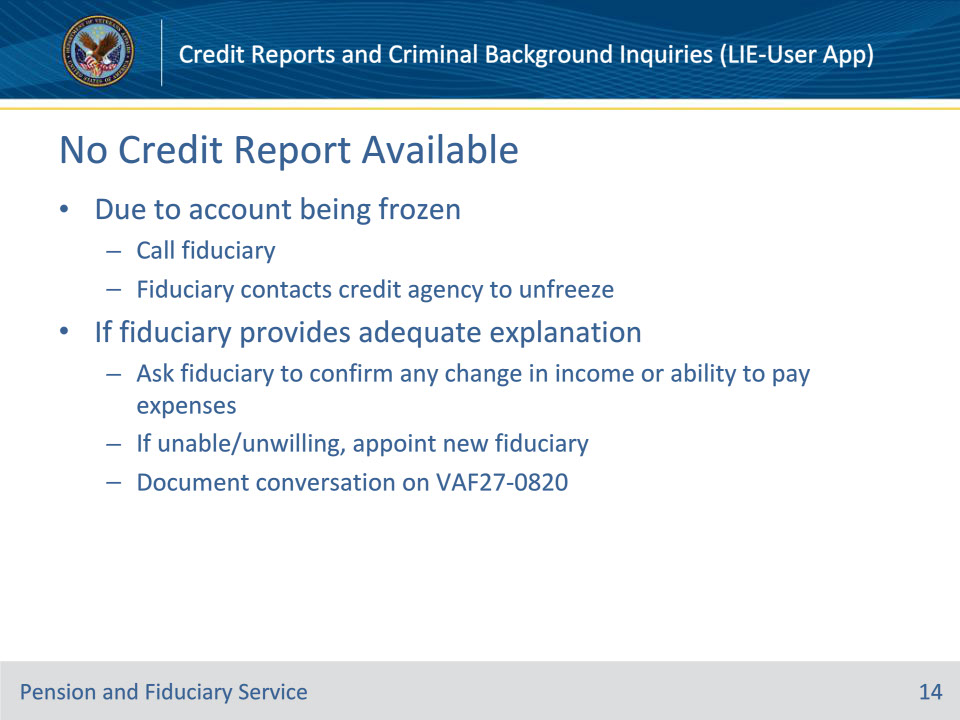 Credit Reports and Criminal Background Inquiries (LIE-User App)
No Credit Report Available
• Due to account being frozen
– Call fiduciary
– Fiduciary contacts credit agency to unfreeze
• If fiduciary provides adequate explanation
– Ask fiduciary to confirm any change in income or ability to pay
expenses
– If unable/unwilling, appoint new fiduciary
– Document conversation on VAF27-0820
Pension and Fiduciary Service
14